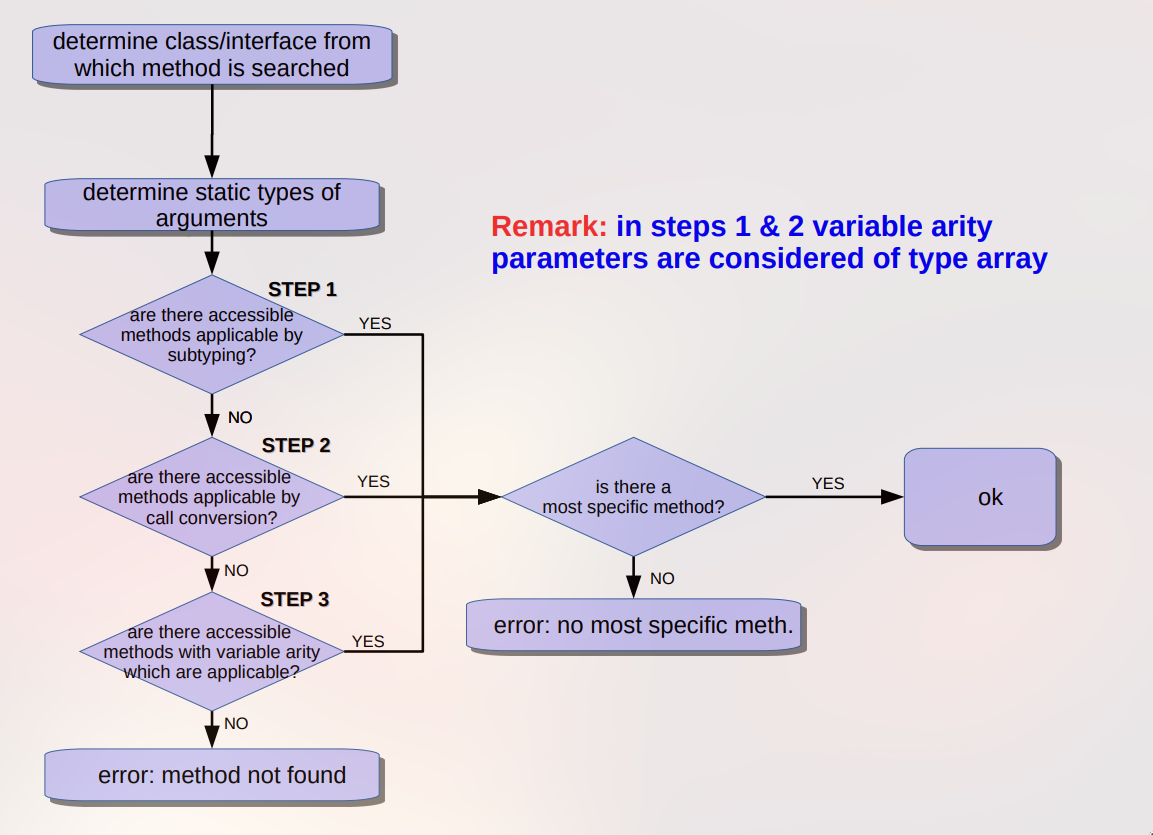 determine class/interface from
which method is searched
determine static types of
arguments
Remark: in steps 1 & 2 variable arity
parameters are considered of type array
STEP 1
are there accessible
methods applicable by
subtyping?
YES
NO
STEP 2
are there accessible
methods applicable by
call conversion?
YES
is there a
most specific method?
YES
ok
NO
NO
error: no most specific meth.
STEP 3
are there accessible
methods with variable arity
which are applicable?
YES
NO
error: method not found